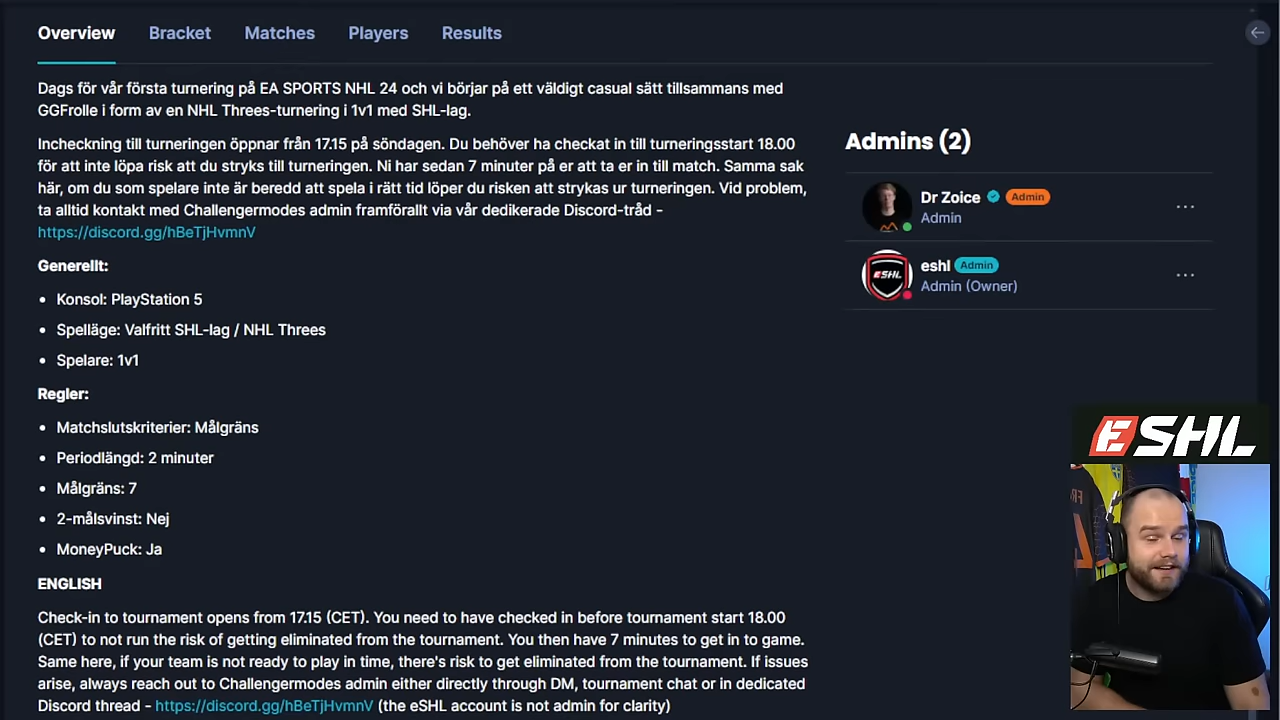 Overview Bracket Matches Players Results
Dags för vår första turnering på EA SPORTS NHL 24 och vi börjar på ett väldigt casual sätt tillsammans med
GGFrolle i form av en NHL Threes-turnering i 1v1 med SHL-lag.
Incheckning till turneringen öppnar från 17.15 på söndagen. Du behöver ha checkat in till turneringsstart 18.00
för att inte löpa risk att du stryks till turneringen. Ni har sedan 7 minuter på er att ta er in till match. Samma sak
här, om du som spelare inte är beredd att spela i rätt tid löper du risken att strykas ur turneringen. Vid problem,
ta alltid kontakt med Challengermodes admin framförallt via vår dedikerade Discord-tråd -
https://discord.gg/hBeTjHvmnV
Generellt:
• Konsol: PlayStation 5
• Spelläge: Valfritt SHL-lag / NHL Threes
• Spelare: 1v1
Regler:
• Matchslutskriterier: Målgräns
• Periodlängd: 2 minuter
• Målgräns: 7
• 2-målsvinst: Nej
• MoneyPuck: Ja
ENGLISH
Check-in to tournament opens from 17.15 (CET). You need to have checked in before tournament start 18.00
(CET) to not run the risk of getting eliminated from the tournament. You then have 7 minutes to get in to game.
Same here, if your team is not ready to play in time, there's risk to get eliminated from the tournament. If issues
arise, always reach out to Challengermodes admin either directly through DM, tournament chat or in dedicated
Discord thread - https://discord.gg/hBeTjHvmnV (the eSHL account is not admin for clarity)
Admins (2)
Dr Zoice Admin
Admin
ESHL
eshl Admin
Admin (Owner)
ESHL